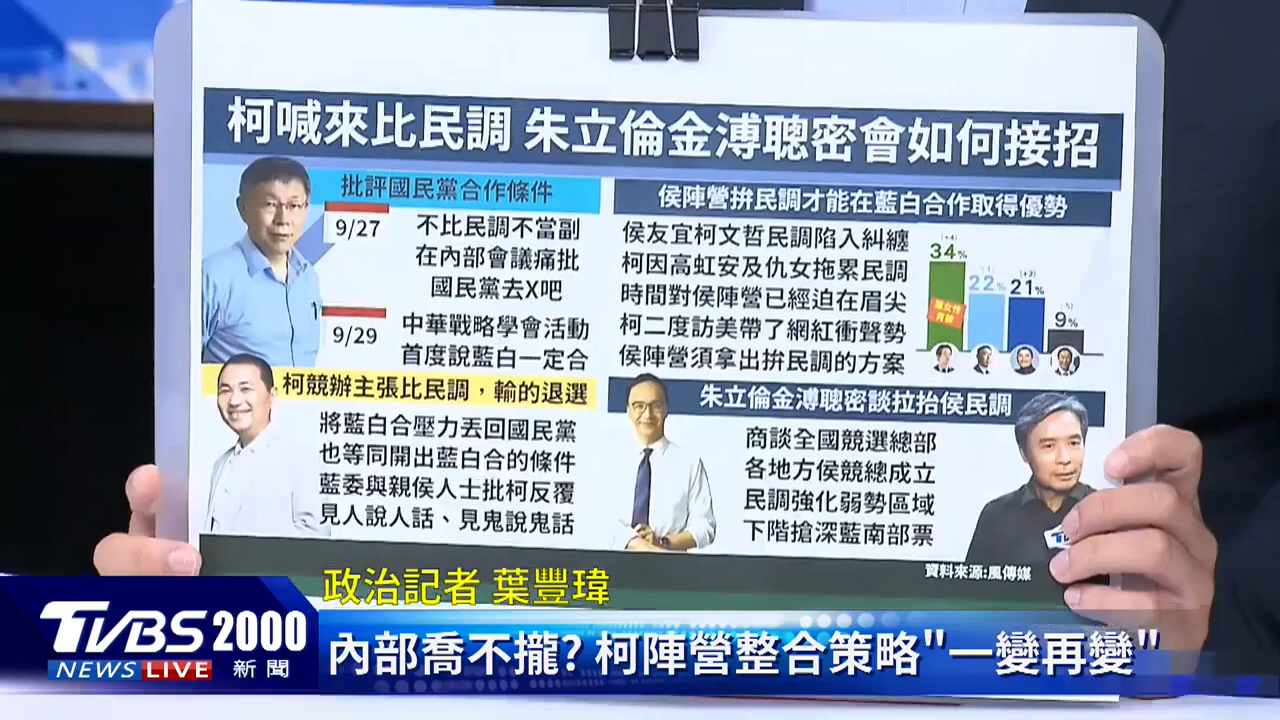 柯喊來比民調 朱立倫金溥聰密會如何接招
批評國民黨合作條件
9/27
不比民調不當副
在內部會議痛批
國民黨去X吧
9/29
中華戰略學會活動
首度說藍白一定合
侯陣營拚民調才能在藍白合作取得優勢
侯友宜柯文哲民調陷入糾纏
柯因高虹安及仇女拖累民調
時間對侯陣營已經迫在眉尖
柯二度訪美帶了網紅衝聲勢
侯陣營須拿出拚民調的方案
(+4)
34%
(-1)
22%
(+2)
21%
(-5)
9%
柯競辦主張比民調，輸的退選
將藍白合壓力丟回國民黨
也等同開出藍白合的條件
藍委與親侯人士批柯反覆
見人說人話、見鬼說鬼話
朱立倫金溥聰密談拉抬侯民調
商談全國競選總部
各地方侯競總成立
民調強化弱勢區域
下階搶深藍南部票
TVBS
資料來源:風傳媒
政治記者 葉豐瑋
TVBS 2000
NEWS LIVE 新聞
內部喬不攏? 柯陣營整合策略"一變再變"